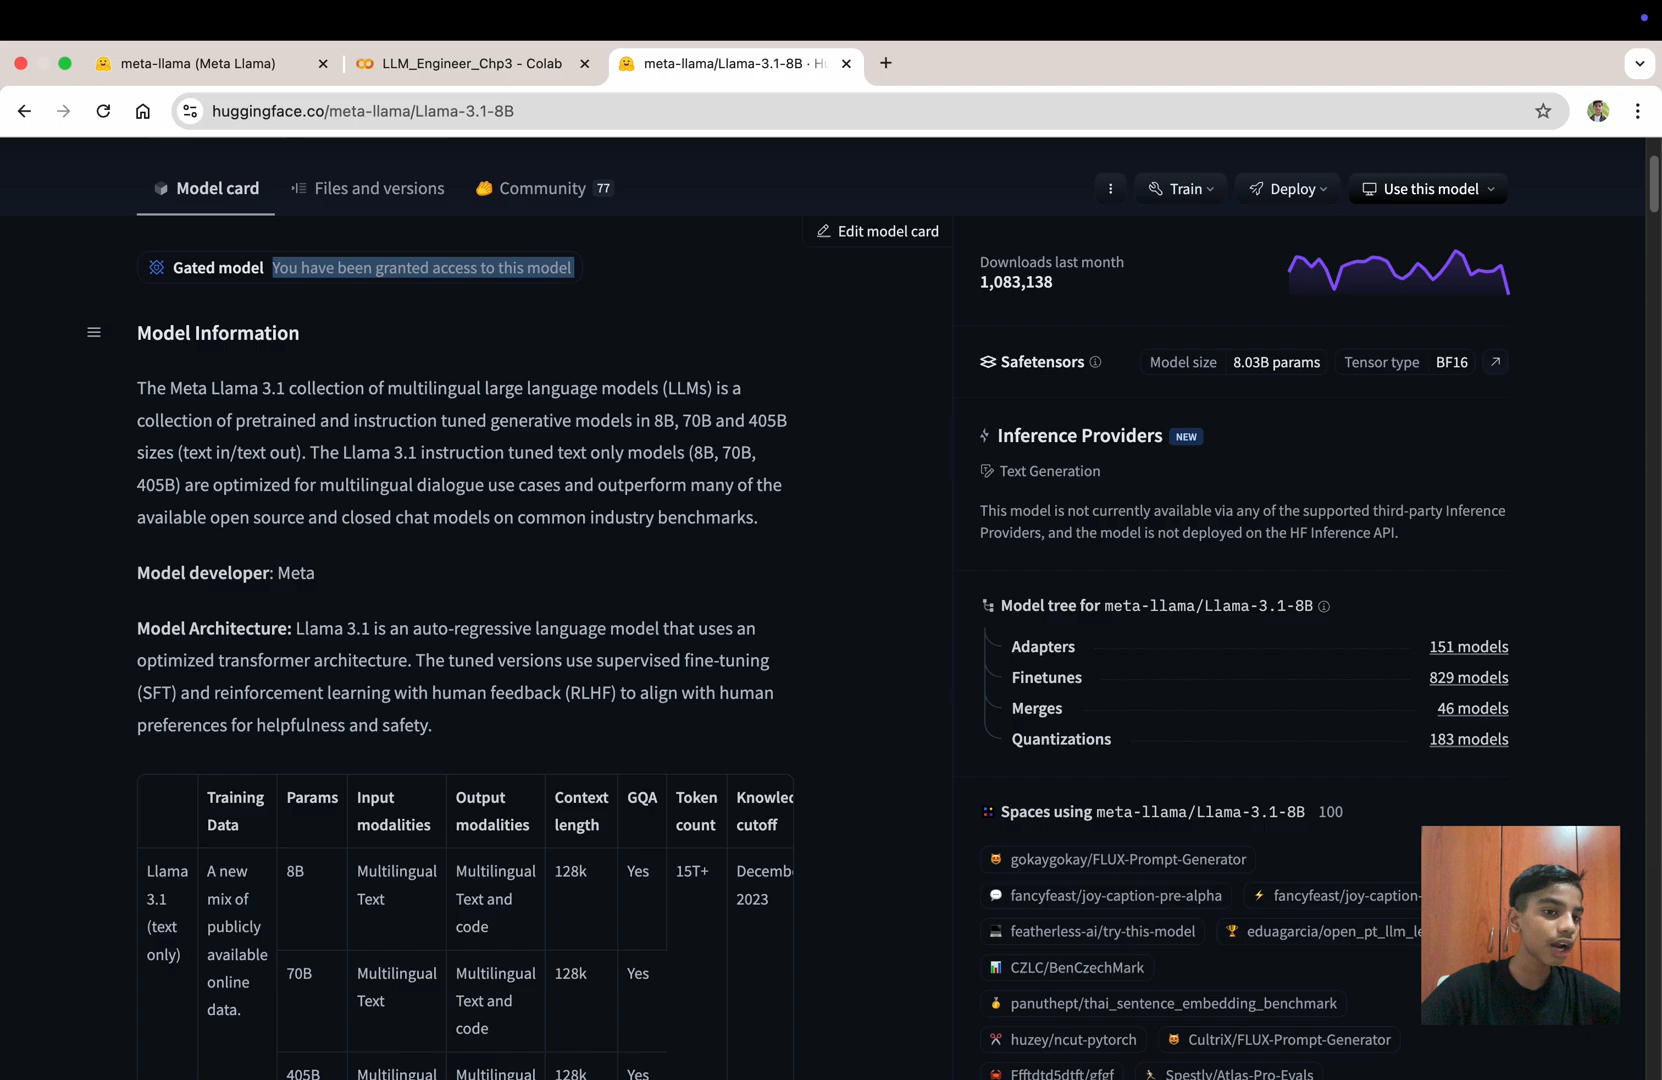 meta-llama (Meta Llama)
LLM_Engineer_Chp3 - Colab
meta-llama/Llama-3.1-8B · Hu
huggingface.co/meta-llama/Llama-3.1-8B
Model card
Files and versions
Community 77
Train
Deploy
Use this model
Edit model card
Gated model You have been granted access to this model
Model Information
The Meta Llama 3.1 collection of multilingual large language models (LLMs) is a
collection of pretrained and instruction tuned generative models in 8B, 70B and 405B
sizes (text in/text out). The Llama 3.1 instruction tuned text only models (8B, 70B,
405B) are optimized for multilingual dialogue use cases and outperform many of the
available open source and closed chat models on common industry benchmarks.
Model developer: Meta
Model Architecture: Llama 3.1 is an auto-regressive language model that uses an
optimized transformer architecture. The tuned versions use supervised fine-tuning
(SFT) and reinforcement learning with human feedback (RLHF) to align with human
preferences for helpfulness and safety.
Training Data
Params
Input modalities
Output modalities
Context length
GQA
Token count
Knowlec cutoff
Llama 3.1 (text only)
A new mix of publicly available online data.
8B
Multilingual Text
Multilingual Text and code
128k
Yes
15T+
Decemb 2023
70B
Multilingual Text
Multilingual Text and code
128k
Yes
405B
Multilingual
Multilingual
128k
Yes
Downloads last month
1,083,138
Safetensors
Model size 8.03B params
Tensor type BF16
Inference Providers NEW
Text Generation
This model is not currently available via any of the supported third-party Inference
Providers, and the model is not deployed on the HF Inference API.
Model tree for meta-llama/Llama-3.1-8B
Adapters 151 models
Finetunes 829 models
Merges 46 models
Quantizations 183 models
Spaces using meta-llama/Llama-3.1-8B 100
gokaygokay/FLUX-Prompt-Generator
fancyfeast/joy-caption-pre-alpha
fancyfeast/joy-caption-
featherless-ai/try-this-model
eduagarcia/open_pt_llm_le
CZLC/BenCzechMark
panuthept/thai_sentence_embedding_benchmark
huzey/ncut-pytorch
CultriX/FLUX-Prompt-Generator
Ffftdtd5dtft/gfgf
Spestly/Atlas-Pro-Evals